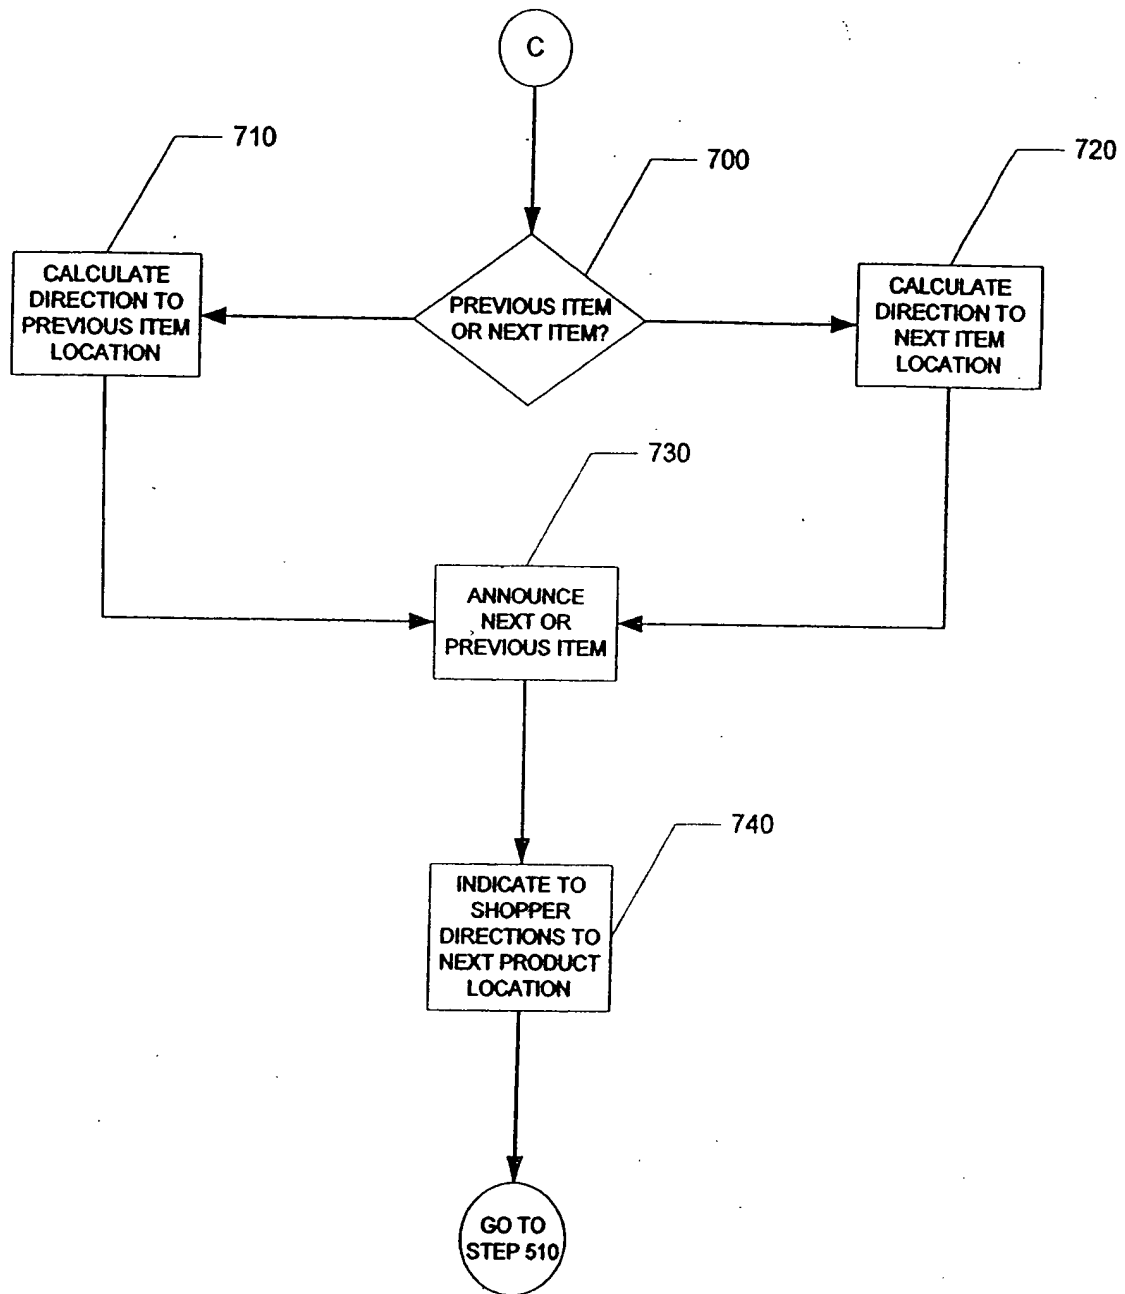 C
710
700
720
CALCULATE
DIRECTION TO
PREVIOUS ITEM
LOCATION
PREVIOUS ITEM
OR NEXT ITEM?
CALCULATE
DIRECTION TO
NEXT ITEM
LOCATION
730
ANNOUNCE
NEXT OR
PREVIOUS ITEM
740
INDICATE TO
SHOPPER
DIRECTIONS TO
NEXT PRODUCT
LOCATION
GO TO
STEP 510